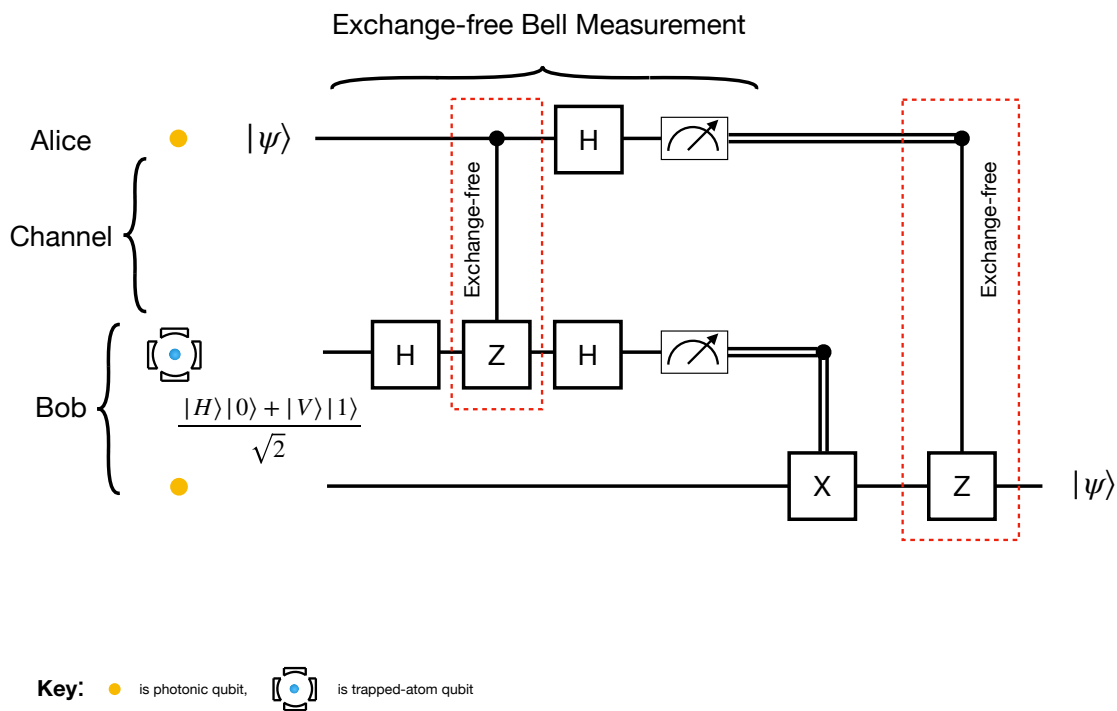 Exchange-free Bell Measurement
Alice
|ψ⟩
H
Exchange-free
Exchange-free
Channel
H
Z
H
Bob
|H⟩|0⟩ + |V⟩|1⟩
√2
X
Z
|ψ⟩
Key: is photonic qubit, is trapped-atom qubit